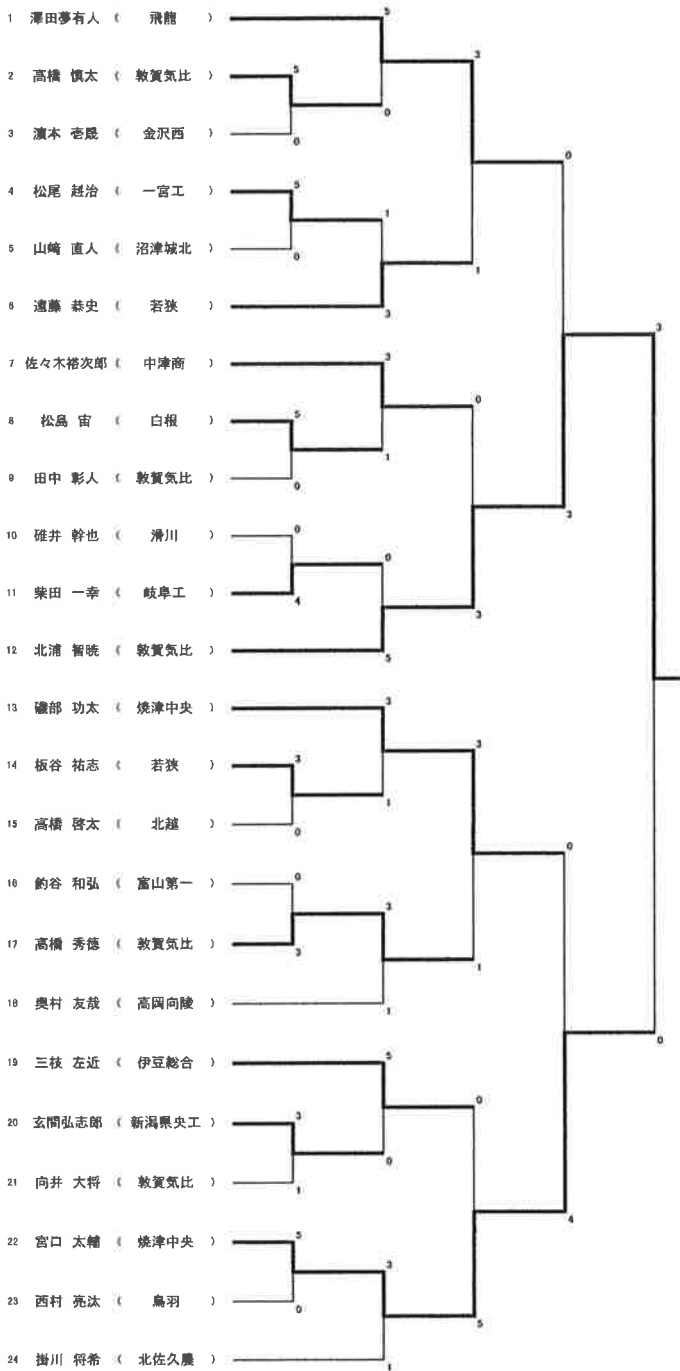 1 澤田夢有人 ( 飛龍 ) 5
3
2 高橋 慎太 ( 敦賀気比 ) 5
0
3 濵本 壱晟 ( 金沢西 ) 0
0
4 松尾 越治 ( 一宮工 ) 5
1
5 山﨑 直人 ( 沼津城北 ) 0
1
6 遠藤 恭史 ( 若狭 ) 3
3
7 佐々木裕次郎 ( 中津商 ) 3
0
8 松島 宙 ( 白根 ) 5
1
9 田中 彰人 ( 敦賀気比 ) 0
3
10 碓井 幹也 ( 滑川 ) 0
0
11 柴田 一幸 ( 岐阜工 ) 4
3
12 北浦 智暁 ( 敦賀気比 ) 5
13 磯部 功太 ( 焼津中央 ) 3
3
14 板谷 祐志 ( 若狭 ) 3
1
15 高橋 啓太 ( 北越 ) 0
0
16 釣谷 和弘 ( 富山第一 ) 0
3
17 高橋 秀徳 ( 敦賀気比 ) 3
1
18 奥村 友哉 ( 高岡向陵 ) 1
0
19 三枝 左近 ( 伊豆総合 ) 5
0
20 玄間弘志郎 ( 新潟県央工 ) 3
0
21 向井 大将 ( 敦賀気比 ) 1
4
22 宮口 太輔 ( 焼津中央 ) 5
3
23 西村 亮汰 ( 鳥羽 ) 0
5
24 掛川 将希 ( 北佐久農 ) 1